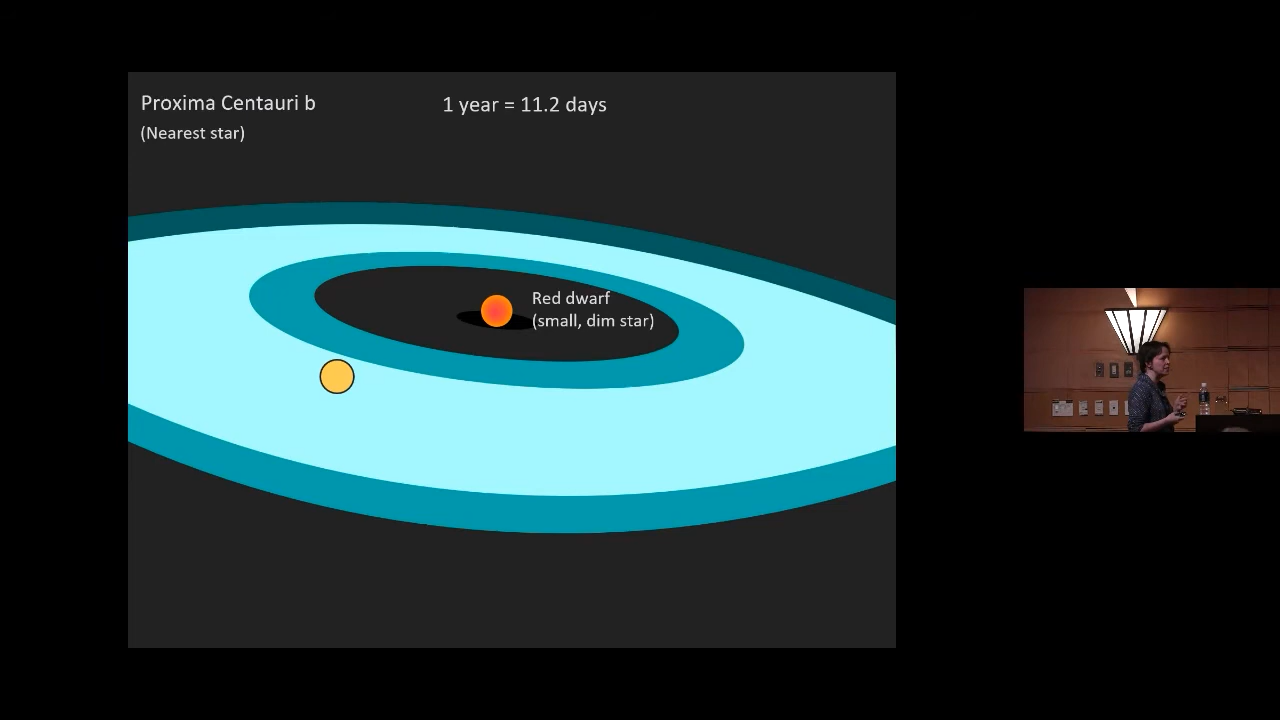 Proxima Centauri b
(Nearest star)
1 year = 11.2 days
Red dwarf
(small, dim star)